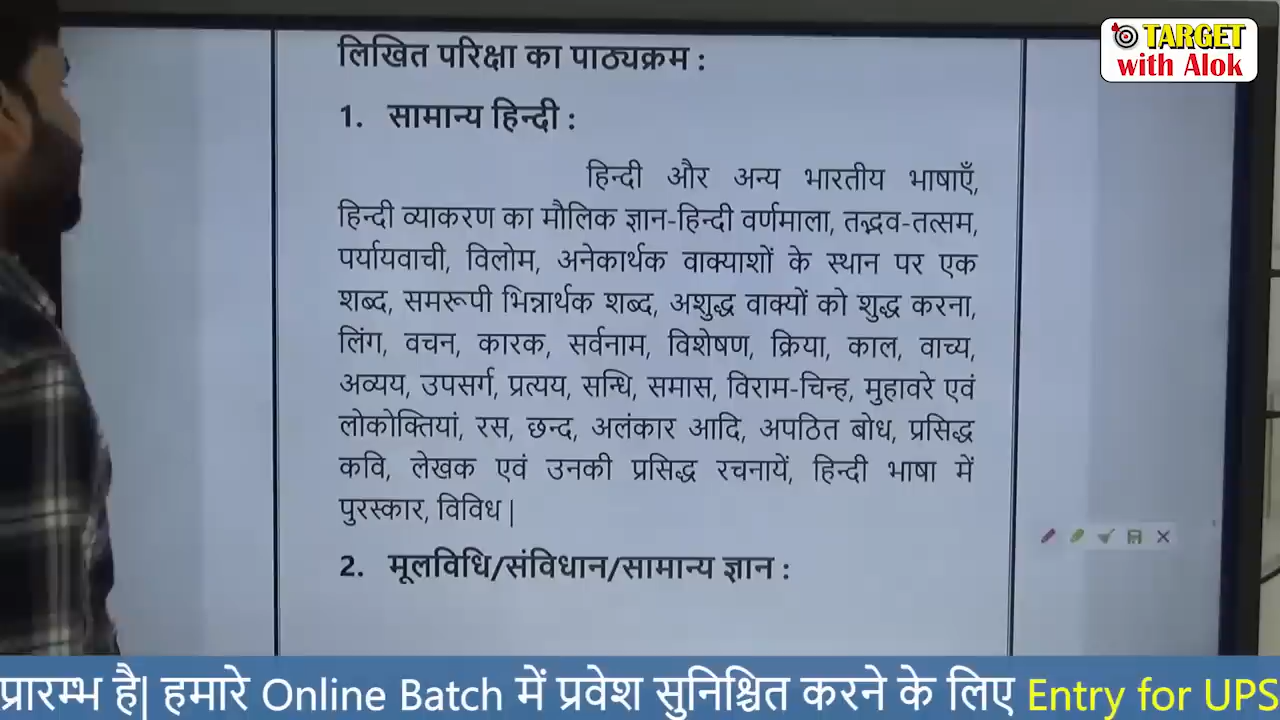 TARGET
with Alok
लिखित परिक्षा का पाठ्यक्रम :
1. सामान्य हिन्दी :
हिन्दी और अन्य भारतीय भाषाएँ,
हिन्दी व्याकरण का मौलिक ज्ञान-हिन्दी वर्णमाला, तद्भव-तत्सम,
पर्यायवाची, विलोम, अनेकार्थक वाक्याशों के स्थान पर एक
शब्द, समरूपी भिन्नार्थक शब्द, अशुद्ध वाक्यों को शुद्ध करना,
लिंग, वचन, कारक, सर्वनाम, विशेषण, क्रिया, काल, वाच्य,
अव्यय, उपसर्ग, प्रत्यय, सन्धि, समास, विराम-चिन्ह, मुहावरे एवं
लोकोक्तियां, रस, छन्द, अलंकार आदि, अपठित बोध, प्रसिद्ध
कवि, लेखक एवं उनकी प्रसिद्ध रचनायें, हिन्दी भाषा में
पुरस्कार, विविध |
2. मूलविधि/संविधान/सामान्य ज्ञान :
प्रारम्भ है| हमारे Online Batch में प्रवेश सुनिश्चित करने के लिए Entry for UPS